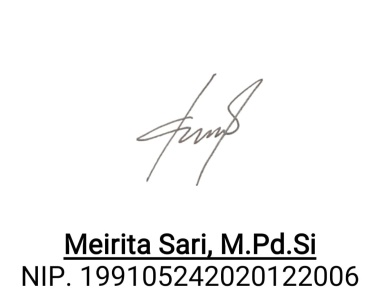 Meirita Sari, M.Pd.Si
NIP. 199105242020122006